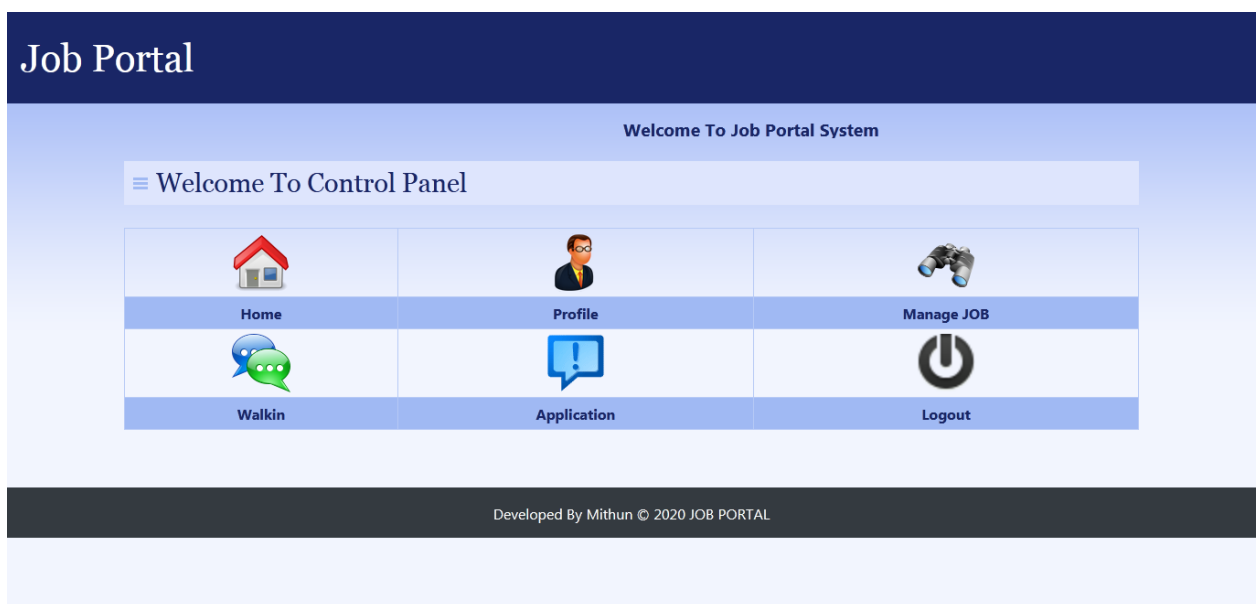 Job Portal
Welcome To Job Portal System
Welcome To Control Panel
Home Profile Manage JOB
Walkin Application Logout
Developed By Mithun © 2020 JOB PORTAL